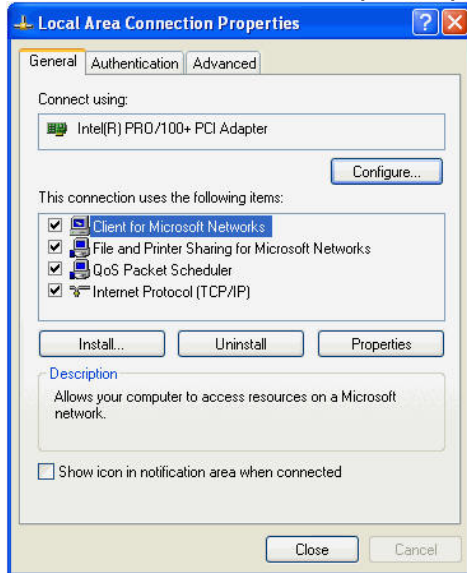 Local Area Connection Properties
General Authentication Advanced
Connect using:
Intel(R) PRO/100+ PCI Adapter
Configure...
This connection uses the following items:
Client for Microsoft Networks
File and Printer Sharing for Microsoft Networks
QoS Packet Scheduler
Internet Protocol (TCP/IP)
Install... Uninstall Properties
Description
Allows your computer to access resources on a Microsoft
network.
Show icon in notification area when connected
Close Cancel